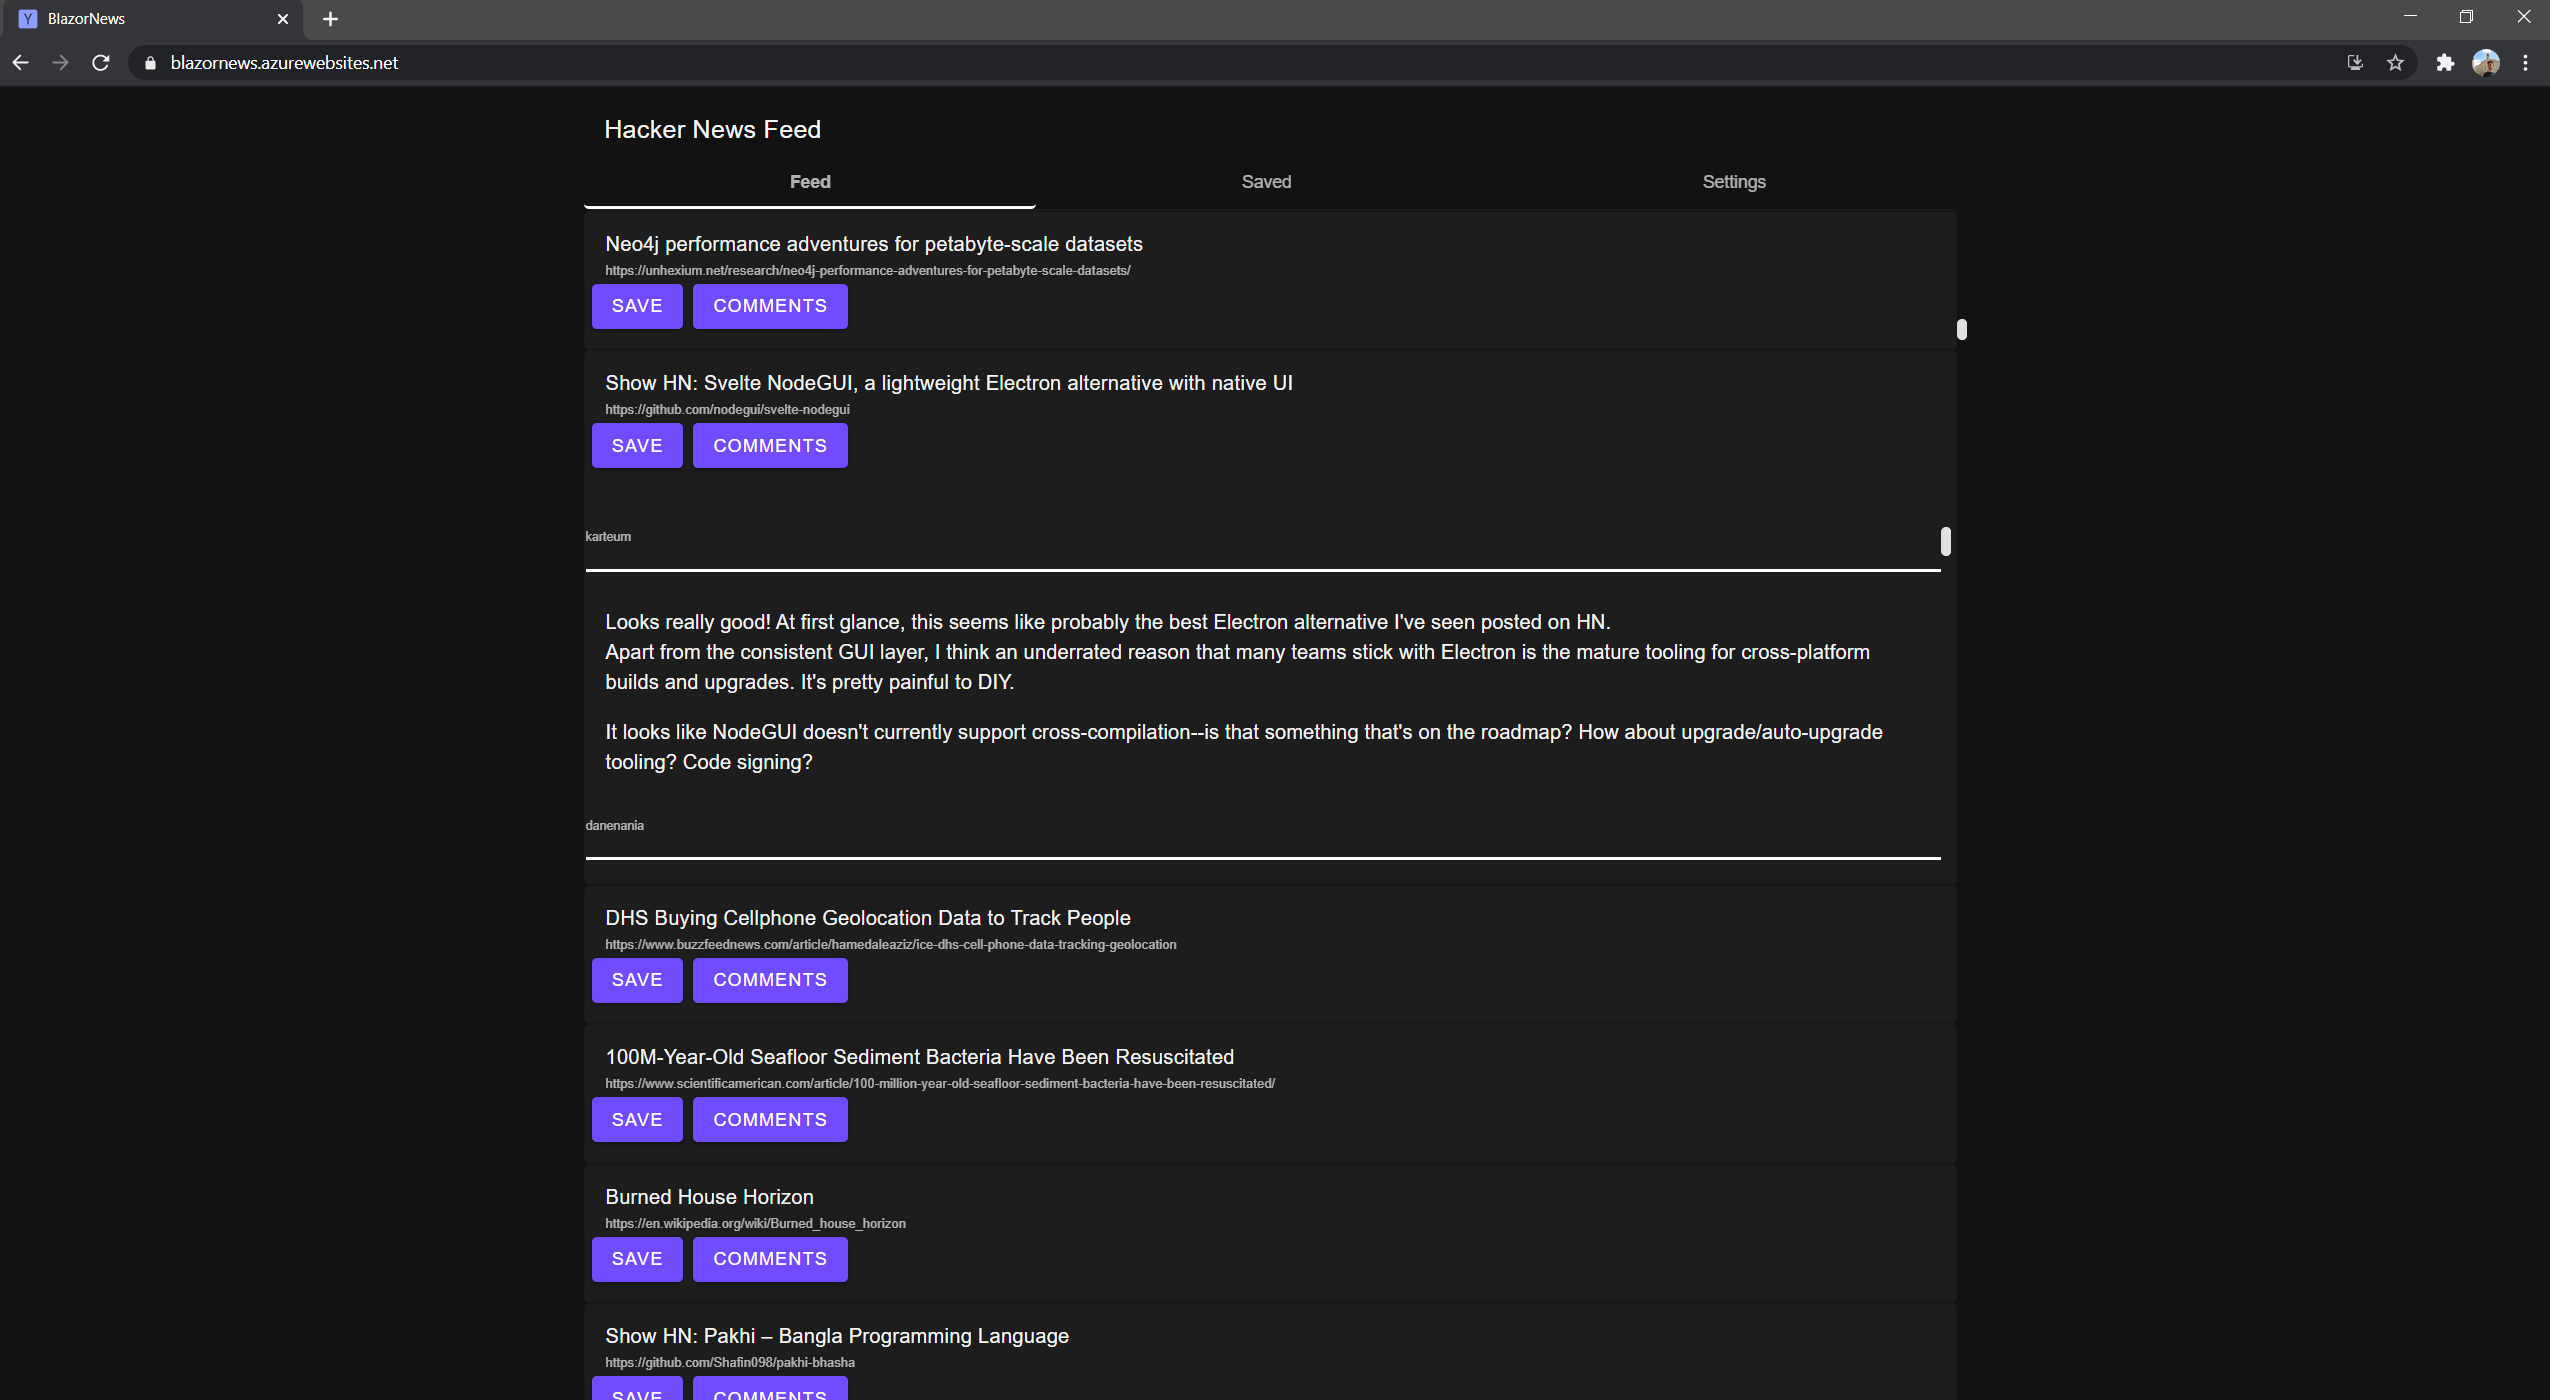 BlazorNews
blazornews.azurewebsites.net
Hacker News Feed
Feed Saved Settings
Neo4j performance adventures for petabyte-scale datasets
https://unhexium.net/research/neo4j-performance-adventures-for-petabyte-scale-datasets/
SAVE COMMENTS
Show HN: Svelte NodeGUI, a lightweight Electron alternative with native UI
https://github.com/nodegui/svelte-nodegui
SAVE COMMENTS
karteum
Looks really good! At first glance, this seems like probably the best Electron alternative I've seen posted on HN.
Apart from the consistent GUI layer, I think an underrated reason that many teams stick with Electron is the mature tooling for cross-platform
builds and upgrades. It's pretty painful to DIY.
It looks like NodeGUI doesn't currently support cross-compilation--is that something that's on the roadmap? How about upgrade/auto-upgrade
tooling? Code signing?
danenania
DHS Buying Cellphone Geolocation Data to Track People
https://www.buzzfeednews.com/article/hamedaleaziz/ice-dhs-cell-phone-data-tracking-geolocation
SAVE COMMENTS
100M-Year-Old Seafloor Sediment Bacteria Have Been Resuscitated
https://www.scientificamerican.com/article/100-million-year-old-seafloor-sediment-bacteria-have-been-resuscitated/
SAVE COMMENTS
Burned House Horizon
https://en.wikipedia.org/wiki/Burned_house_horizon
SAVE COMMENTS
Show HN: Pakhi – Bangla Programming Language
https://github.com/Shafin098/pakhi-bhasha
SAVE COMMENTS